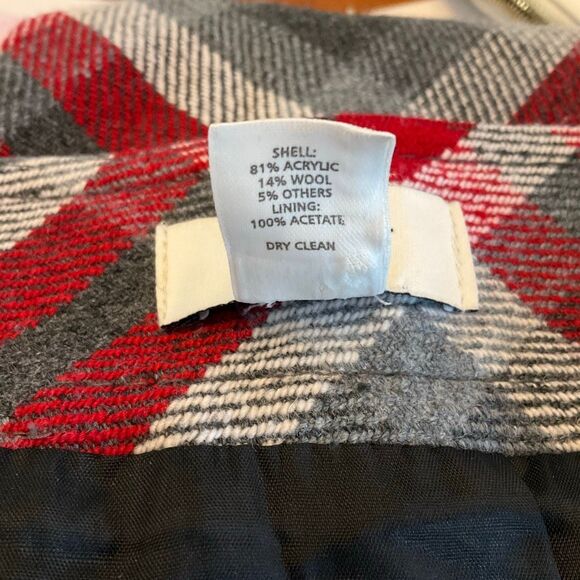 SHELL:
81% ACRYLIC
14% WOOL
5% OTHERS
LINING:
100% ACETATE
DRY CLEAN